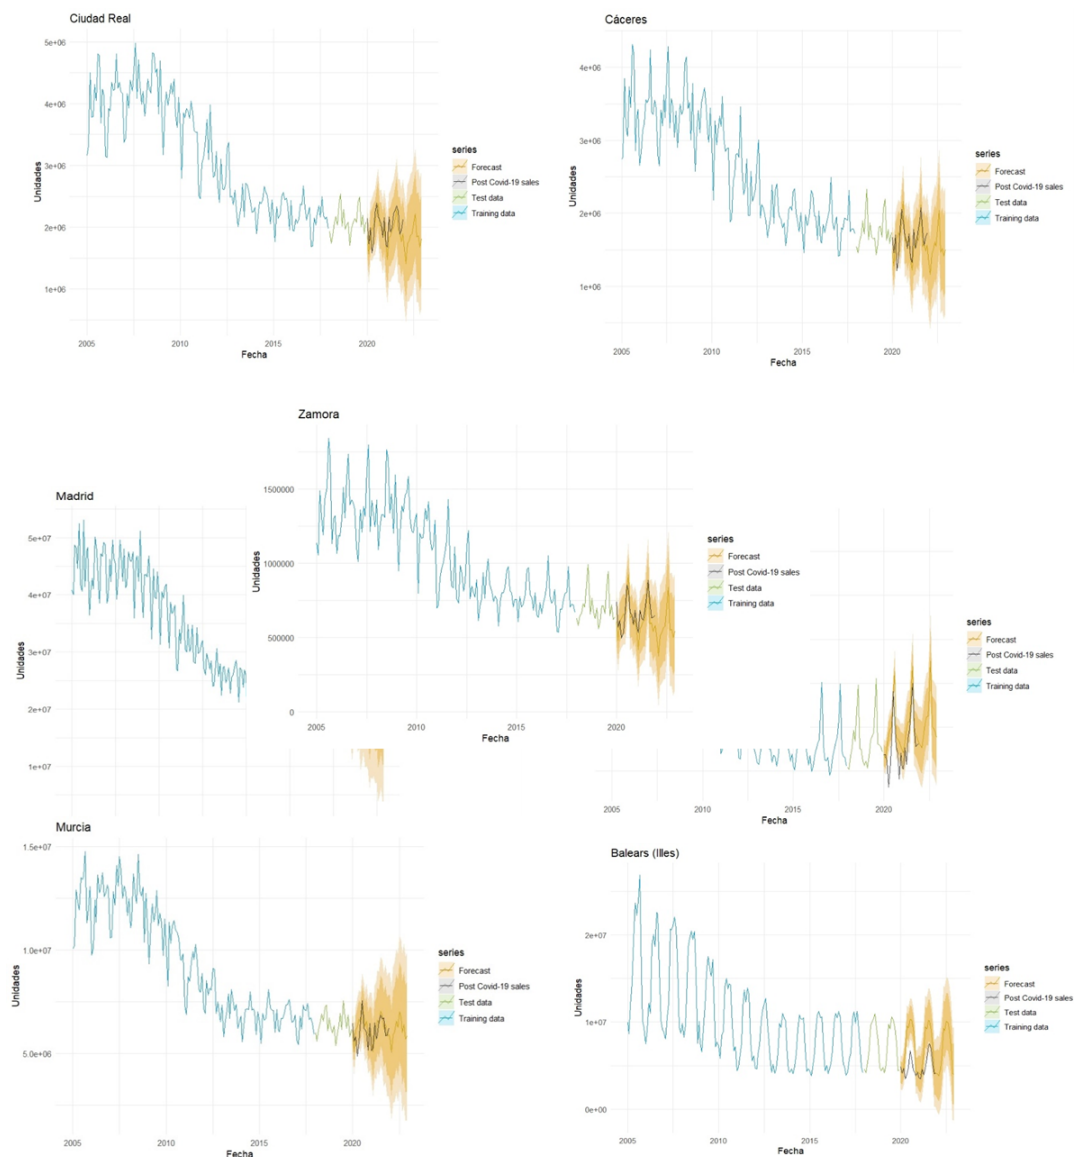 Ciudad Real
5e+06
4e+06
3e+06
2e+06
1e+06
Unidades
2005 2010 2015 2020
Fecha
series
Forecast
Post Covid-19 sales
Test data
Training data
Cáceres
4e+06
3e+06
2e+06
1e+06
Unidades
2005 2010 2015 2020
Fecha
series
Forecast
Post Covid-19 sales
Test data
Training data
Madrid
5e+07
4e+07
3e+07
2e+07
1e+07
Unidades
Zamora
1500000
1000000
500000
0
Unidades
2005 2010 2015 2020
Fecha
series
Forecast
Post Covid-19 sales
Test data
Training data
series
Forecast
Post Covid-19 sales
Test data
Training data
2005 2010 2015 2020
Fecha
Murcia
1.5e+07
1.0e+07
5.0e+06
Unidades
2005 2010 2015 2020
Fecha
series
Forecast
Post Covid-19 sales
Test data
Training data
Balears (Illes)
2e+07
1e+07
0e+00
Unidades
2005 2010 2015 2020
Fecha
series
Forecast
Post Covid-19 sales
Test data
Training data